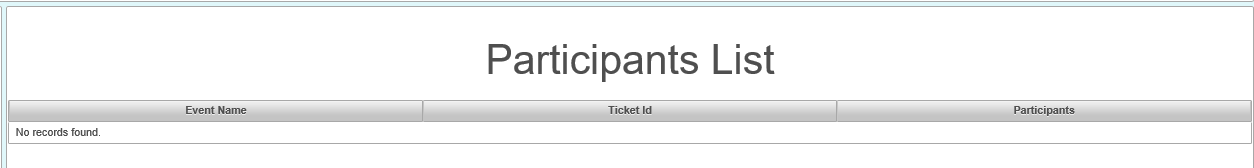 Participants List
Event Name Ticket Id Participants
No records found.